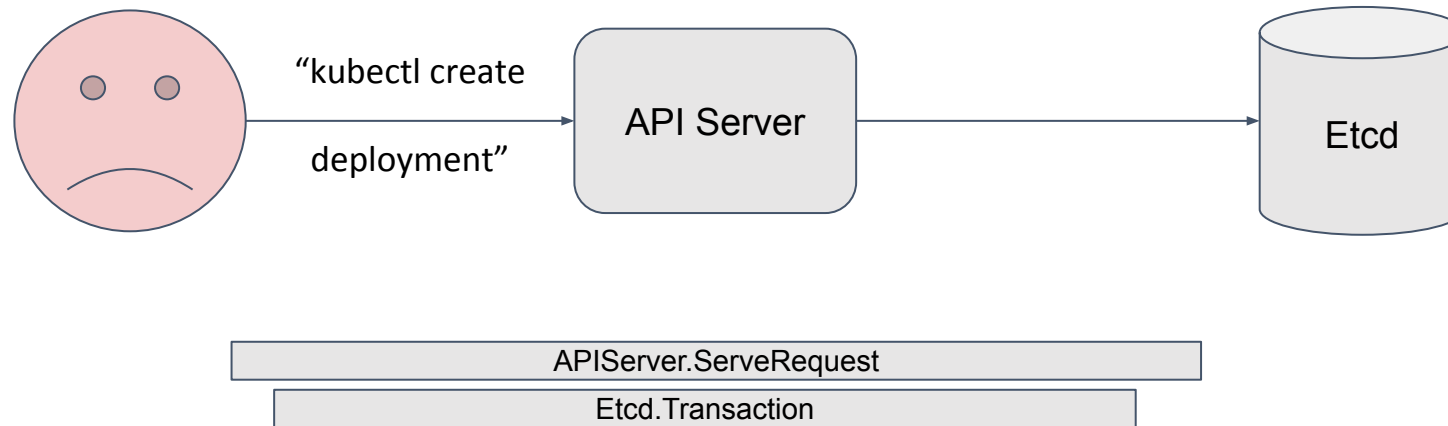 “kubectl create
deployment”
API Server
Etcd
APIServer.ServeRequest
Etcd.Transaction